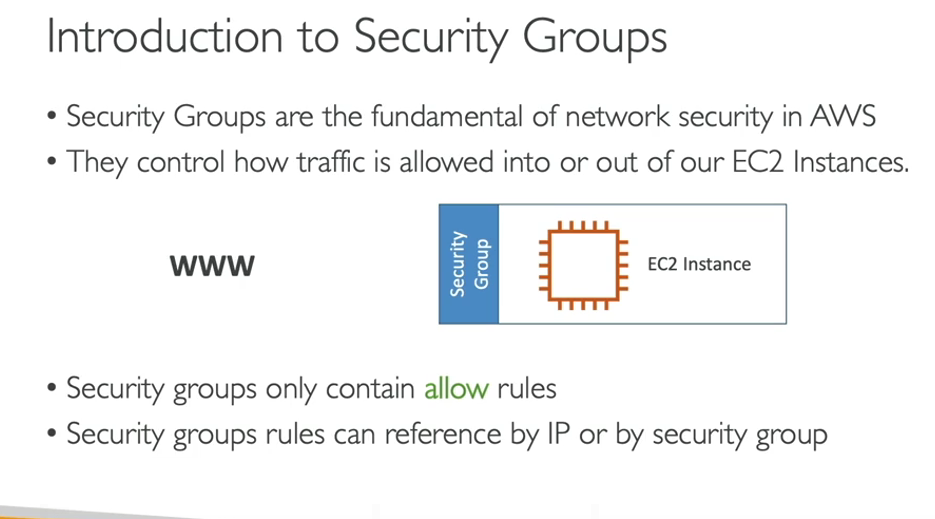 Introduction to Security Groups
• Security Groups are the fundamental of network security in AWS
• They control how traffic is allowed into or out of our EC2 Instances.
WWW
Security
Group
EC2 Instance
• Security groups only contain allow rules
• Security groups rules can reference by IP or by security group